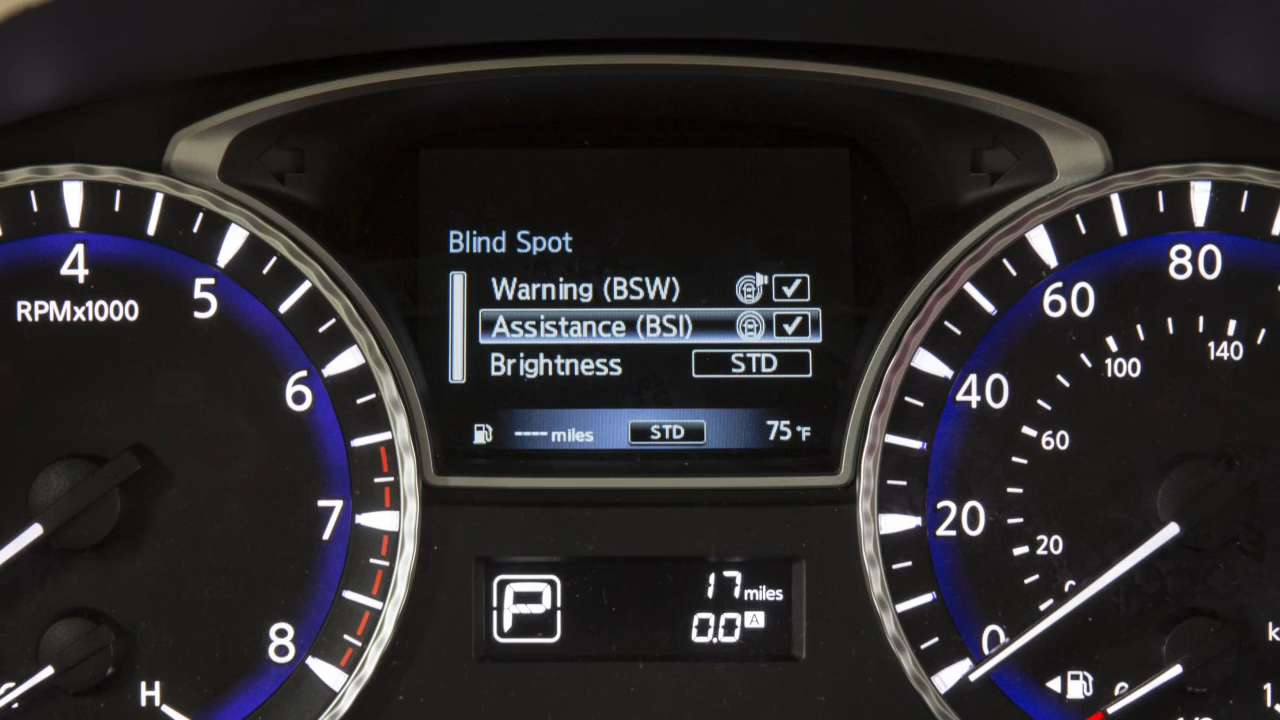 Blind Spot
Warning (BSW)
Assistance (BSI)
Brightness STD
---- miles STD 75°F
P
17 miles
0.0 A
4
5
6
7
8
RPMx1000
H
80
60
40
20
0
140
100
60
20